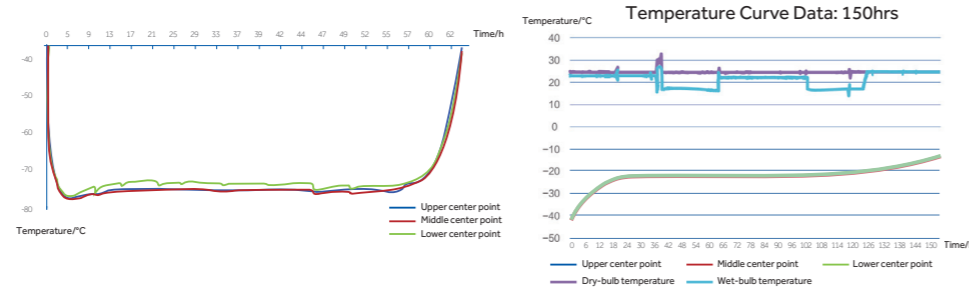 0 5 9 13 17 21 25 29 33 37 41 44 46 49 52 55 57 60 62 Time/h
-40
-50
-60
-70
-80
Temperature/°C
Upper center point
Middle center point
Lower center point
Temperature Curve Data: 150hrs
Temperature/°C
40
30
20
10
0
−10
−20
−30
−40
−50
0 6 12 18 24 30 36 42 48 54 60 66 72 78 84 90 96 102 108 114 120 126 132 138 144 150
Upper center point Middle center point Lower center point
Dry-bulb temperature Wet-bulb temperature